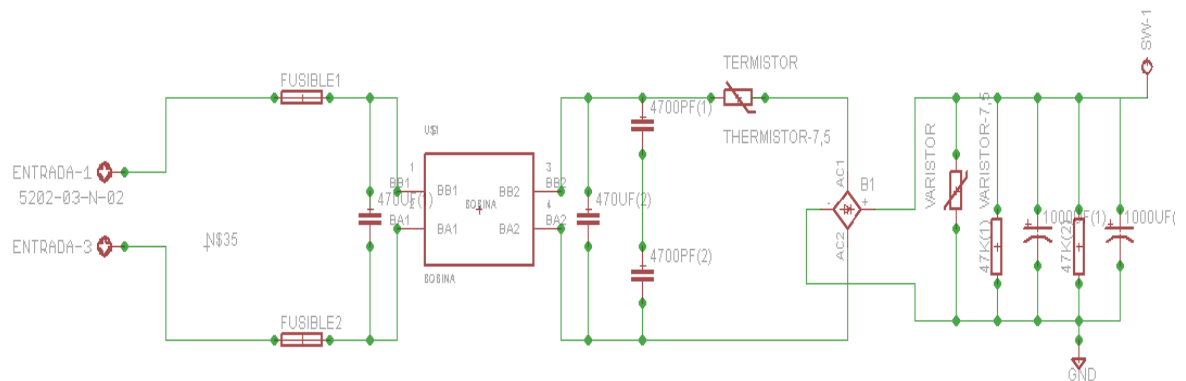 SW-1
TERMISTOR
FUSIBLE1
4700PF(1)
THERMISTOR-7,5
U$1
VARISTOR
VARISTOR-7,5
ENTRADA-1
5202-03-N-02
1
BB1
2
BA1
470UF(1)
BB1
BOBINA
BA1
BB2
BA2
3
BB2
4
BA2
470UF(2)
AC1
B1
-
+
AC2
47K(1)
1000UF(1)
47K(2)
1000UF(
ENTRADA-3
N$35
BOBINA
4700PF(2)
FUSIBLE2
GND